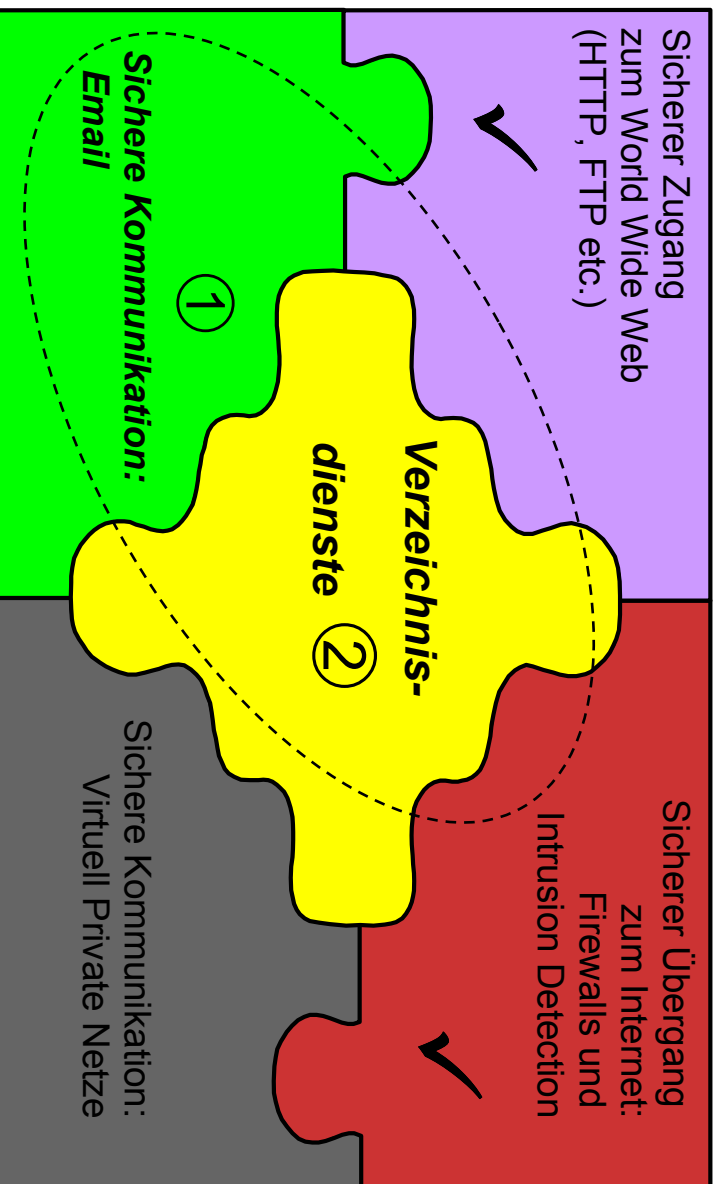 Sicherer Zugang
zum World Wide Web
(HTTP, FTP etc.)
Sicherer Übergang
zum Internet:
Firewalls und
Intrusion Detection
Verzeichnis-
dienste ②
①
Sichere Kommunikation:
Email
Sichere Kommunikation:
Virtuell Private Netze